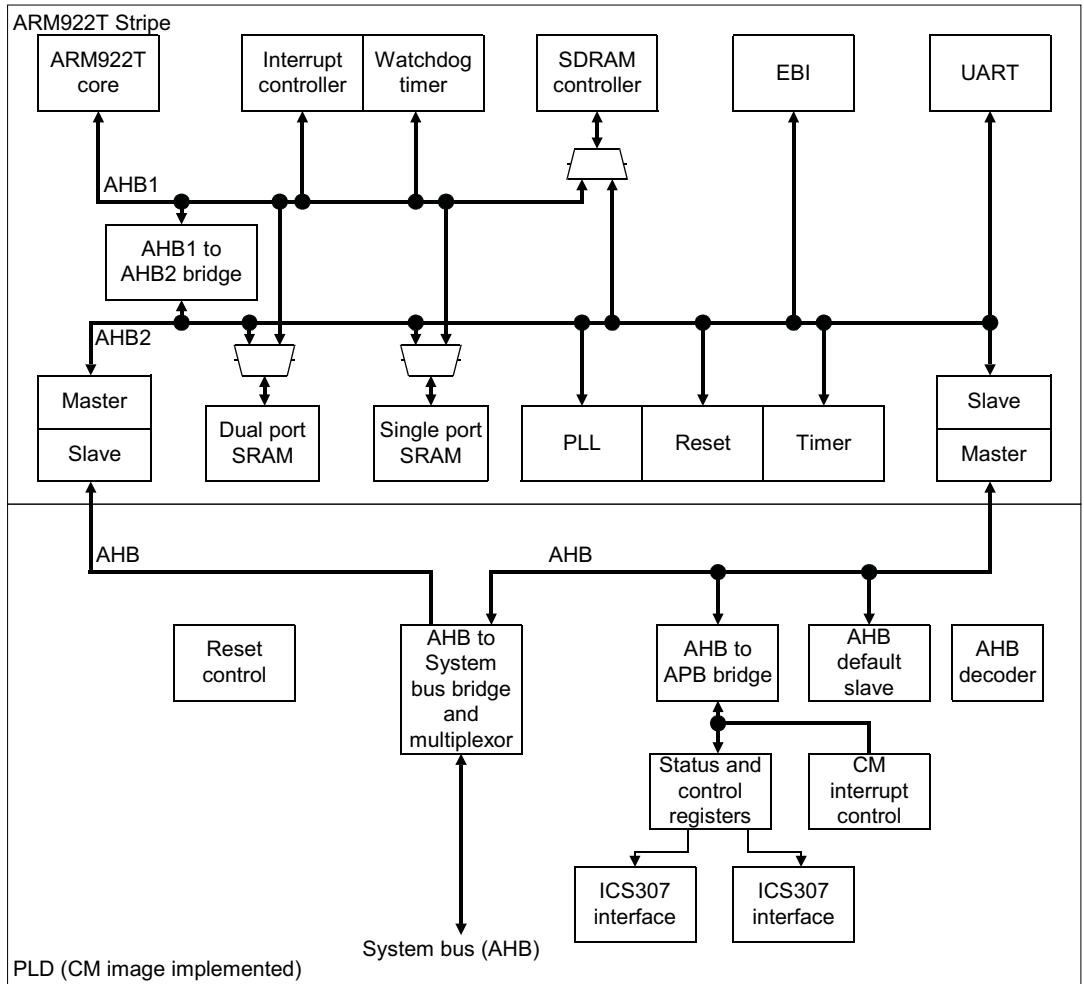 ARM922T Stripe
ARM922T
core
Interrupt
controller
Watchdog
timer
SDRAM
controller
EBI
UART
AHB1
AHB1 to
AHB2 bridge
AHB2
Master
Slave
Dual port
SRAM
Single port
SRAM
PLL
Reset
Timer
Slave
Master
AHB
AHB
Reset
control
AHB to
System
bus bridge
and
multiplexor
AHB to
APB bridge
AHB
default
slave
AHB
decoder
Status and
control
registers
CM
interrupt
control
ICS307
interface
ICS307
interface
System bus (AHB)
PLD (CM image implemented)